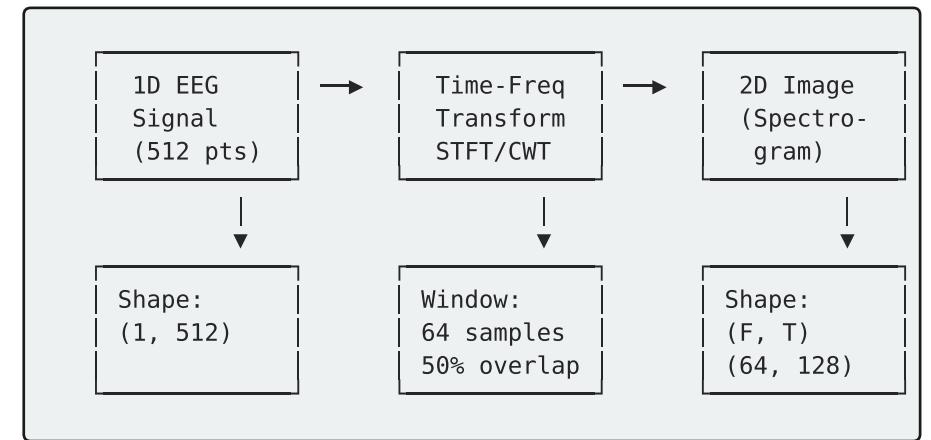 1D EEG
Signal
(512 pts)
Time-Freq
Transform
STFT/CWT
2D Image
(Spectro-
gram)
Shape:
(1, 512)
Window:
64 samples
50% overlap
Shape:
(F, T)
(64, 128)